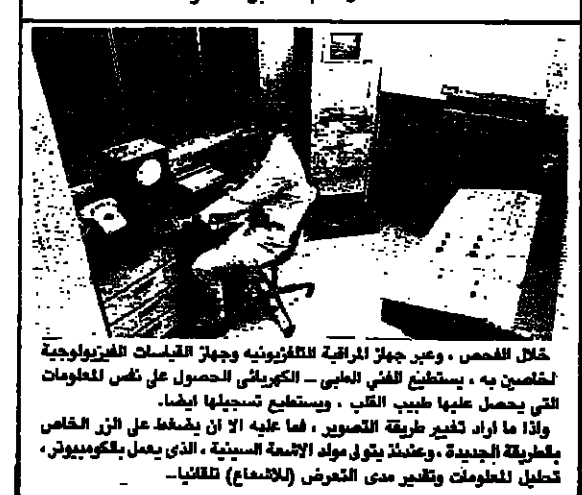 خلال الفحص ، وعبر جهاز المراقبة التلفزيونيه وجهاز القياسات الفيزيولوجية
الخاصين به ، يستطيع الفني الطبي – الكهربائي الحصول على نفس المعلومات
التي يحصل عليها طبيب القلب . ويستطيع تسجيلها ايضا.
واذا ما اراد تغيير طريقة التصوير ، فما عليه الا ان يضغط على الزر الخاص
بالطريقة الجديدة ، وعندئذ يتولى مولد الاشعة السينية ، الذي يعمل بالكومبيوتر ،
تحليل المعلومات وتقدير مدى التعرض (للاشعاع) تلقائيا..